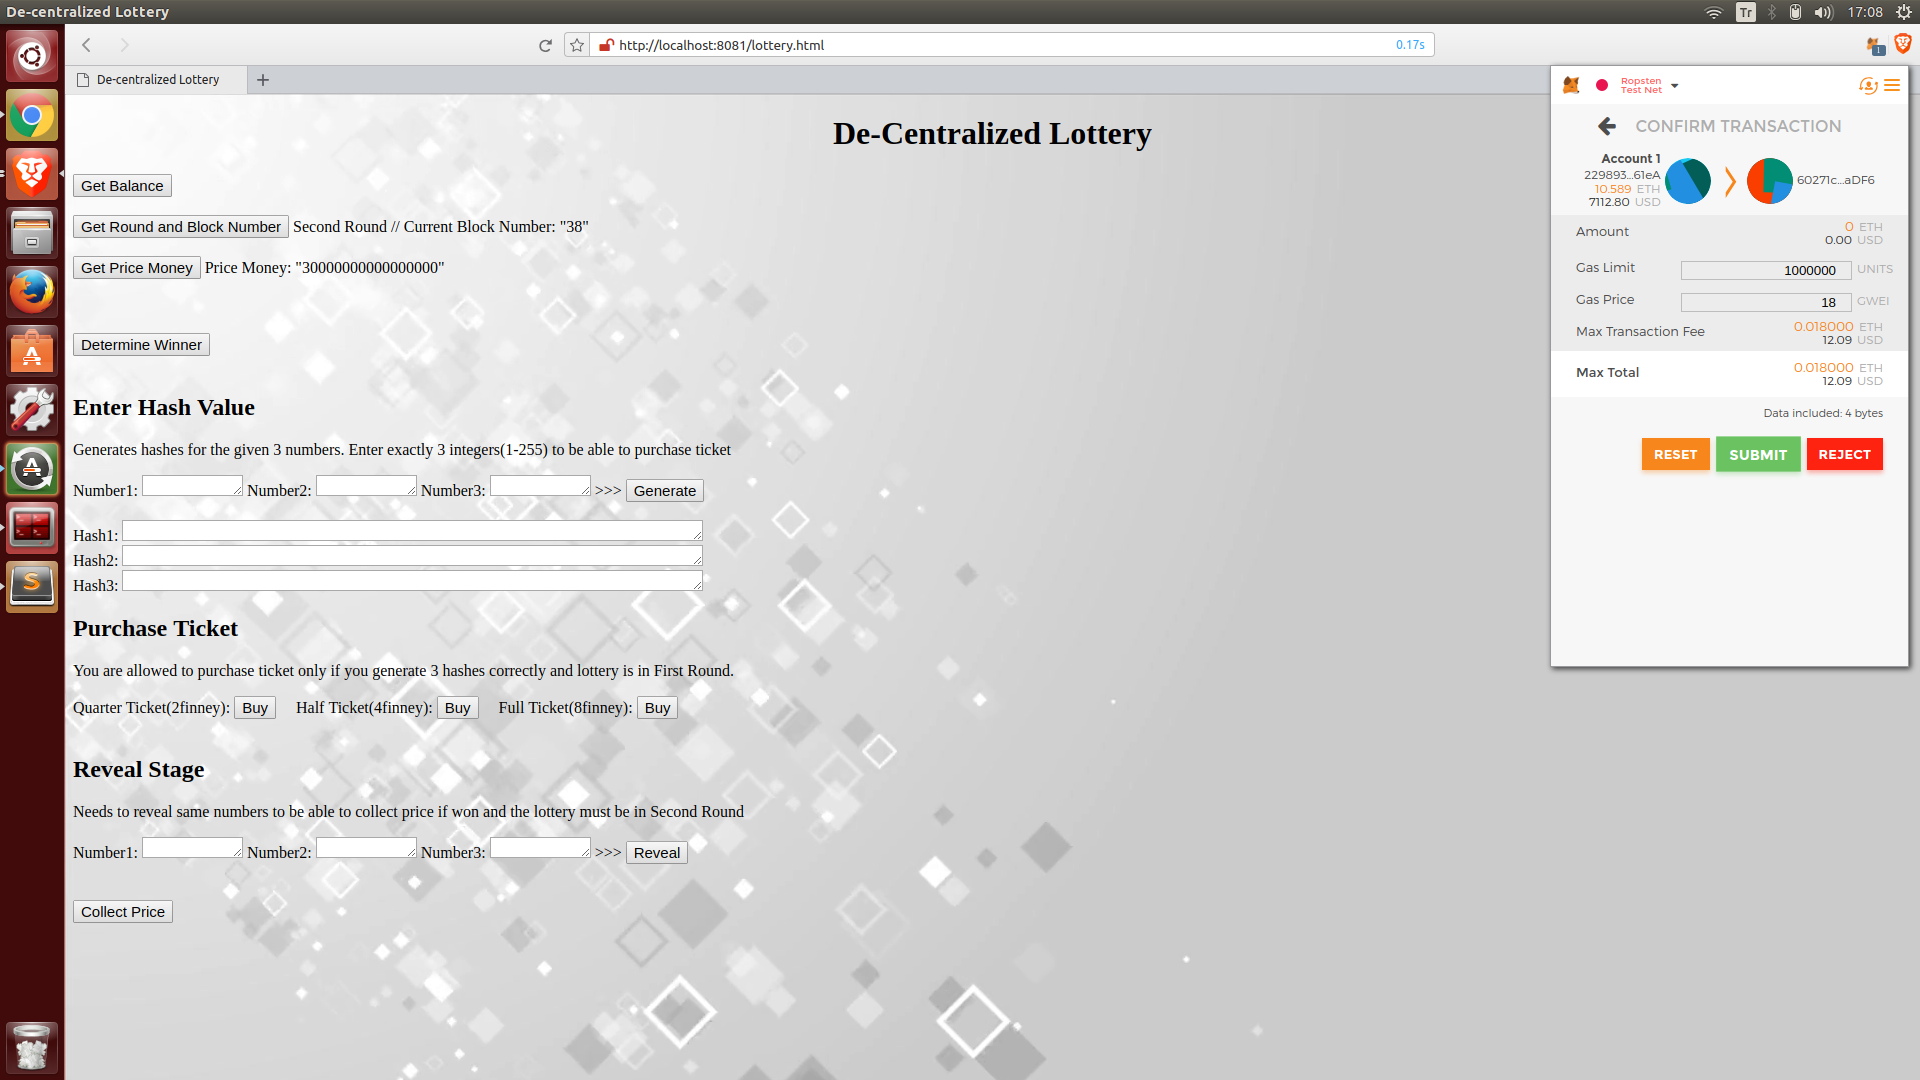 De-centralized Lottery
Tr
17:08
http://localhost:8081/lottery.html
0.17s
1
De-centralized Lottery
De-Centralized Lottery
Get Balance
Get Round and Block Number Second Round // Current Block Number: "38"
Get Price Money Price Money: "30000000000000000"
Determine Winner
Enter Hash Value
Generates hashes for the given 3 numbers. Enter exactly 3 integers(1-255) to be able to purchase ticket
Number1: Number2: Number3: >>> Generate
Hash1:
Hash2:
Hash3:
Purchase Ticket
You are allowed to purchase ticket only if you generate 3 hashes correctly and lottery is in First Round.
Quarter Ticket(2finney): Buy Half Ticket(4finney): Buy Full Ticket(8finney): Buy
Reveal Stage
Needs to reveal same numbers to be able to collect price if won and the lottery must be in Second Round
Number1: Number2: Number3: >>> Reveal
Collect Price
Ropsten
Test Net
CONFIRM TRANSACTION
Account 1
229893...61eA
10.589 ETH
7112.80 USD
60271c...aDF6
Amount 0 ETH
0.00 USD
Gas Limit 1000000 UNITS
Gas Price 18 GWEI
Max Transaction Fee 0.018000 ETH
12.09 USD
Max Total 0.018000 ETH
12.09 USD
Data included: 4 bytes
RESET SUBMIT REJECT